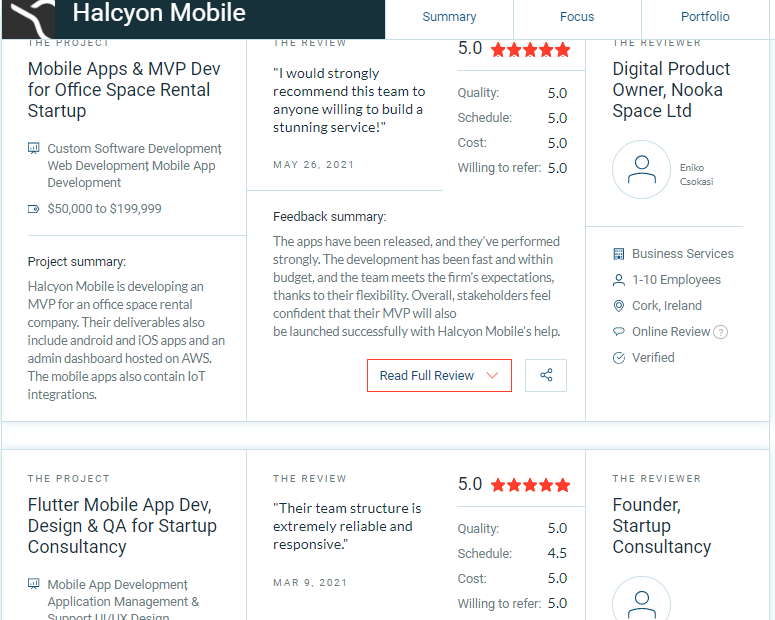 Halcyon Mobile
Summary
Focus
Portfolio
THE PROJECT
Mobile Apps & MVP Dev
for Office Space Rental
Startup
Custom Software Development,
Web Development, Mobile App
Development
$50,000 to $199,999
Project summary:
Halcyon Mobile is developing an
MVP for an office space rental
company. Their deliverables also
include android and iOS apps and an
admin dashboard hosted on AWS.
The mobile apps also contain IoT
integrations.
THE REVIEW
"I would strongly
recommend this team to
anyone willing to build a
stunning service!"
MAY 26, 2021
5.0
Quality: 5.0
Schedule: 5.0
Cost: 5.0
Willing to refer: 5.0
Feedback summary:
The apps have been released, and they've performed
strongly. The development has been fast and within
budget, and the team meets the firm's expectations,
thanks to their flexibility. Overall, stakeholders feel
confident that their MVP will also
be launched successfully with Halcyon Mobile's help.
Read Full Review
THE REVIEWER
Digital Product
Owner, Nooka
Space Ltd
Eniko
Csokasi
Business Services
1-10 Employees
Cork, Ireland
Online Review ?
Verified
THE PROJECT
Flutter Mobile App Dev,
Design & QA for Startup
Consultancy
Mobile App Development,
Application Management &
Support, UI/UX Design
THE REVIEW
"Their team structure is
extremely reliable and
responsive."
MAR 9, 2021
5.0
Quality: 5.0
Schedule: 4.5
Cost: 5.0
Willing to refer: 5.0
THE REVIEWER
Founder,
Startup
Consultancy